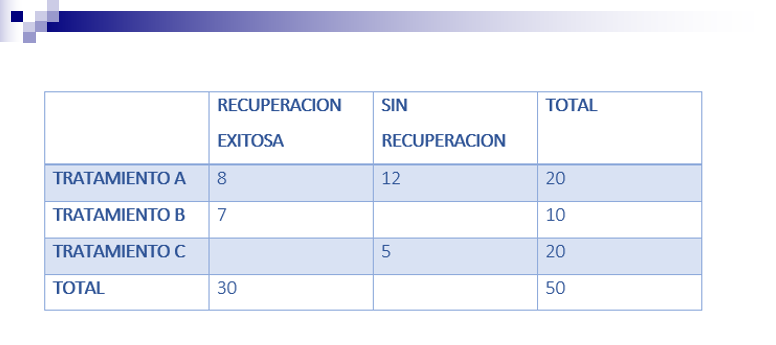 RECUPERACION EXITOSA SIN RECUPERACION TOTAL
TRATAMIENTO A 8 12 20
TRATAMIENTO B 7 10
TRATAMIENTO C 5 20
TOTAL 30 50